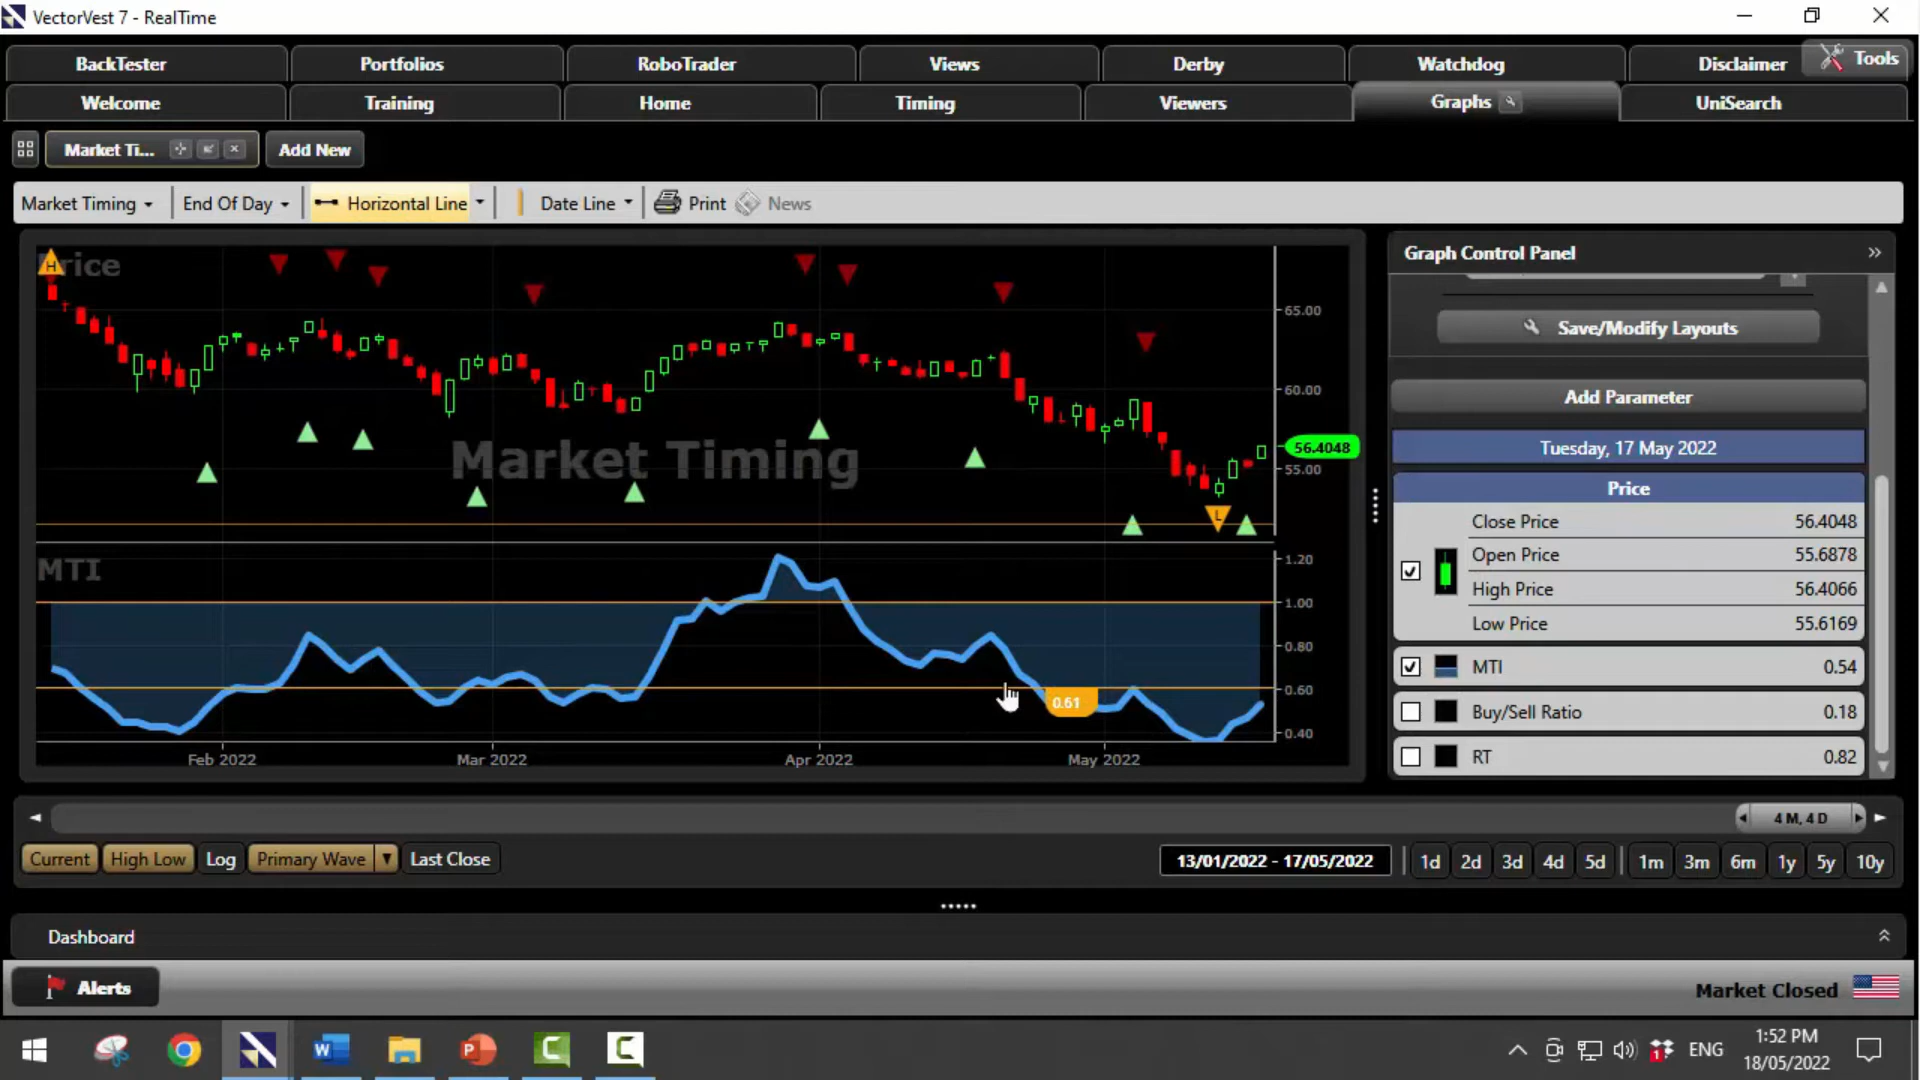 VectorVest 7 - RealTime
BackTester
Portfolios
RoboTrader
Views
Derby
Watchdog
Disclaimer
Tools
Welcome
Training
Home
Timing
Viewers
Graphs
UniSearch
Market Ti...
Add New
Market Timing
End Of Day
Horizontal Line
Date Line
Print
News
Price
H
65.00
60.00
56.4048
55.00
Market Timing
L
MTI
1.20
1.00
0.80
0.60
0.61
0.40
Feb 2022
Mar 2022
Apr 2022
May 2022
Graph Control Panel
Save/Modify Layouts
Add Parameter
Tuesday, 17 May 2022
Price
Close Price 56.4048
Open Price 55.6878
High Price 56.4066
Low Price 55.6169
MTI 0.54
Buy/Sell Ratio 0.18
RT 0.82
4 M, 4 D
Current
High Low
Log
Primary Wave
Last Close
13/01/2022 - 17/05/2022
1d
2d
3d
4d
5d
1m
3m
6m
1y
5y
10y
Dashboard
Alerts
Market Closed
ENG
1:52 PM
18/05/2022